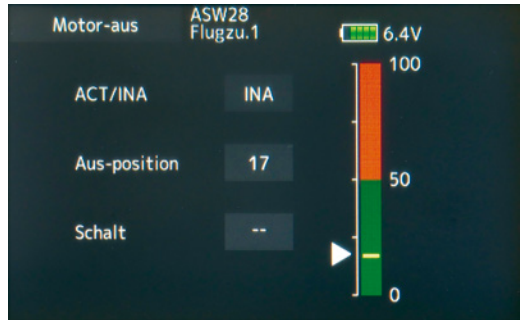 Motor-aus
ASW28
Flugzu.1
6.4V
ACT/INA INA
Aus-position 17
Schalt --
100
50
0